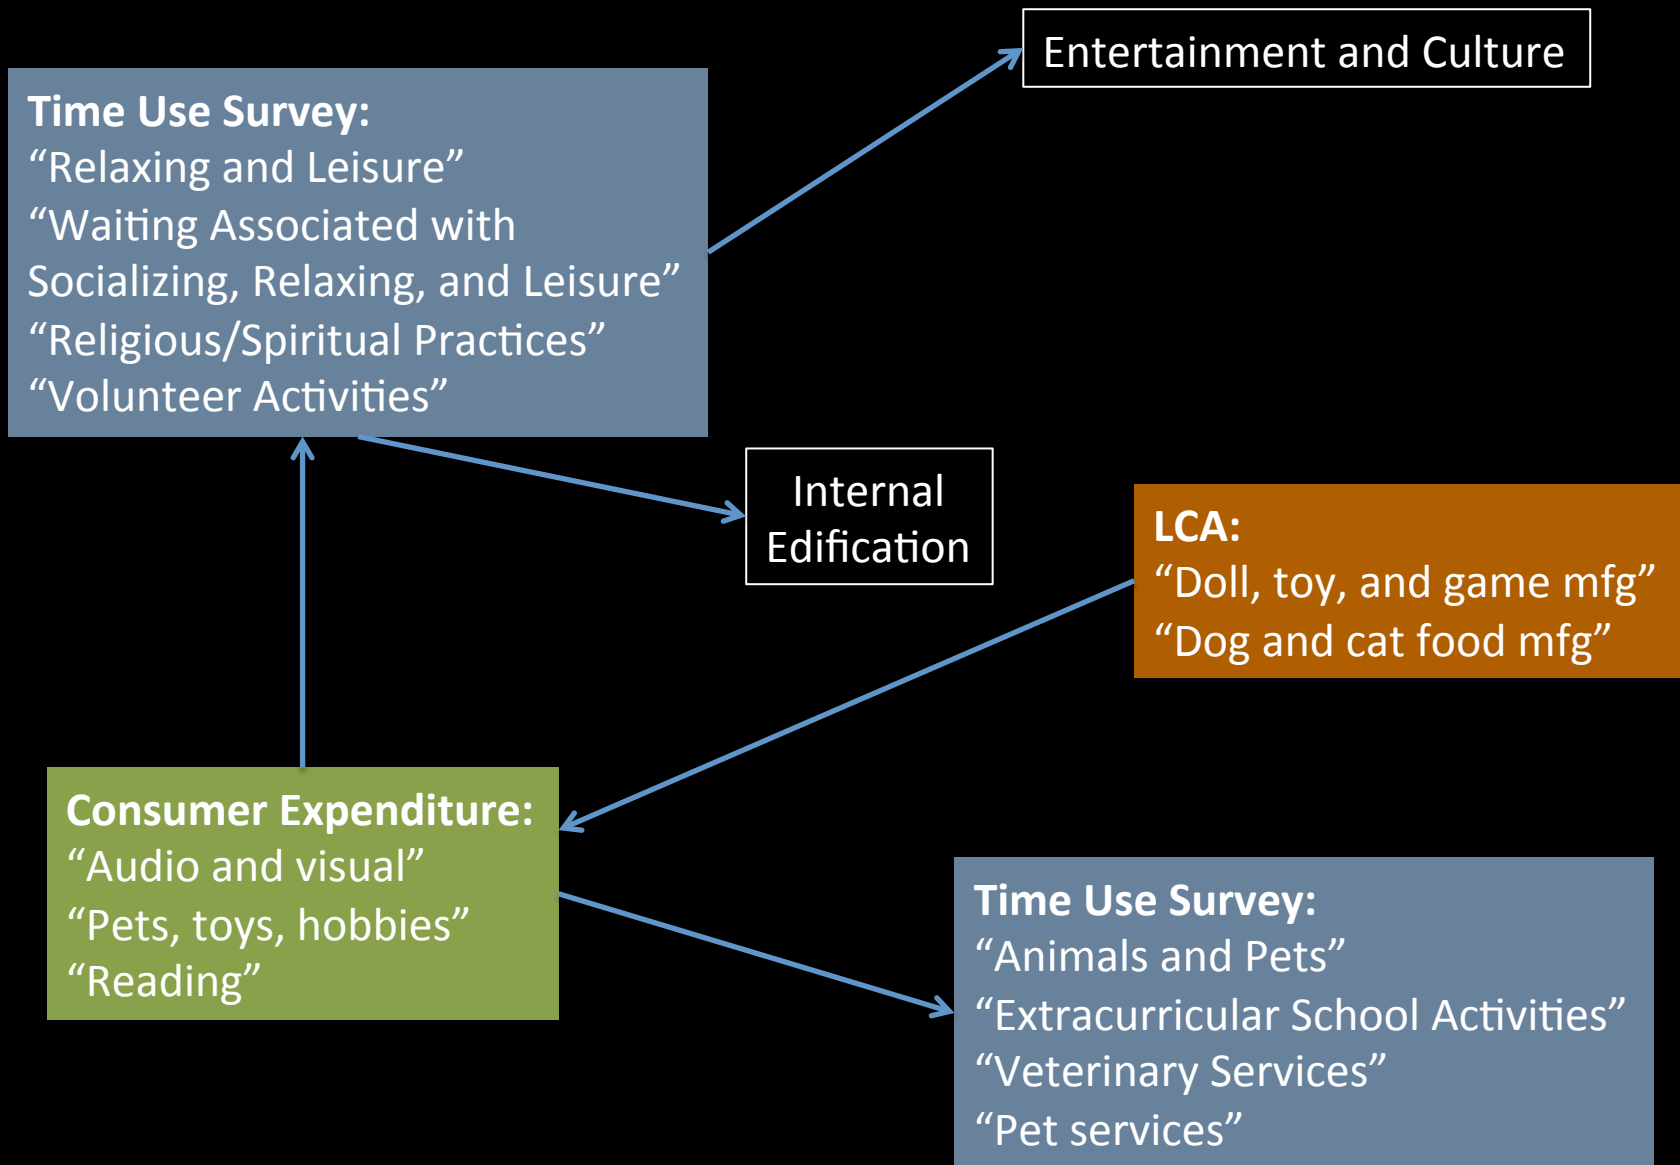 Entertainment and Culture
Time Use Survey:
“Relaxing and Leisure”
“Waiting Associated with
Socializing, Relaxing, and Leisure”
“Religious/Spiritual Practices”
“Volunteer Activities”
Internal
Edification
LCA:
“Doll, toy, and game mfg”
“Dog and cat food mfg”
Consumer Expenditure:
“Audio and visual”
“Pets, toys, hobbies”
“Reading”
Time Use Survey:
“Animals and Pets”
“Extracurricular School Activities”
“Veterinary Services”
“Pet services”